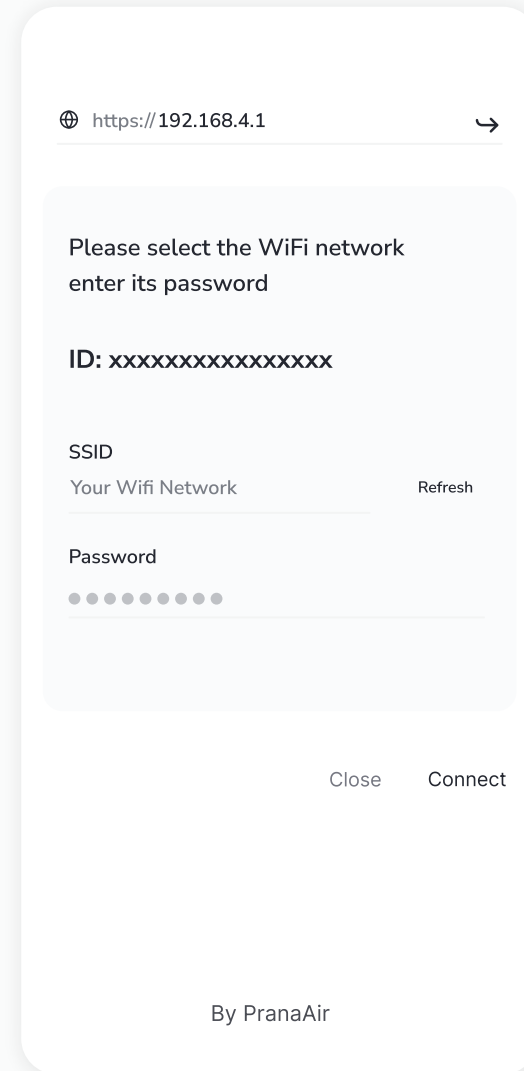 https://192.168.4.1
Please select the WiFi network
enter its password
ID: xxxxxxxxxxxxxxxx
SSID
Your Wifi Network Refresh
Password
Close Connect
By PranaAir